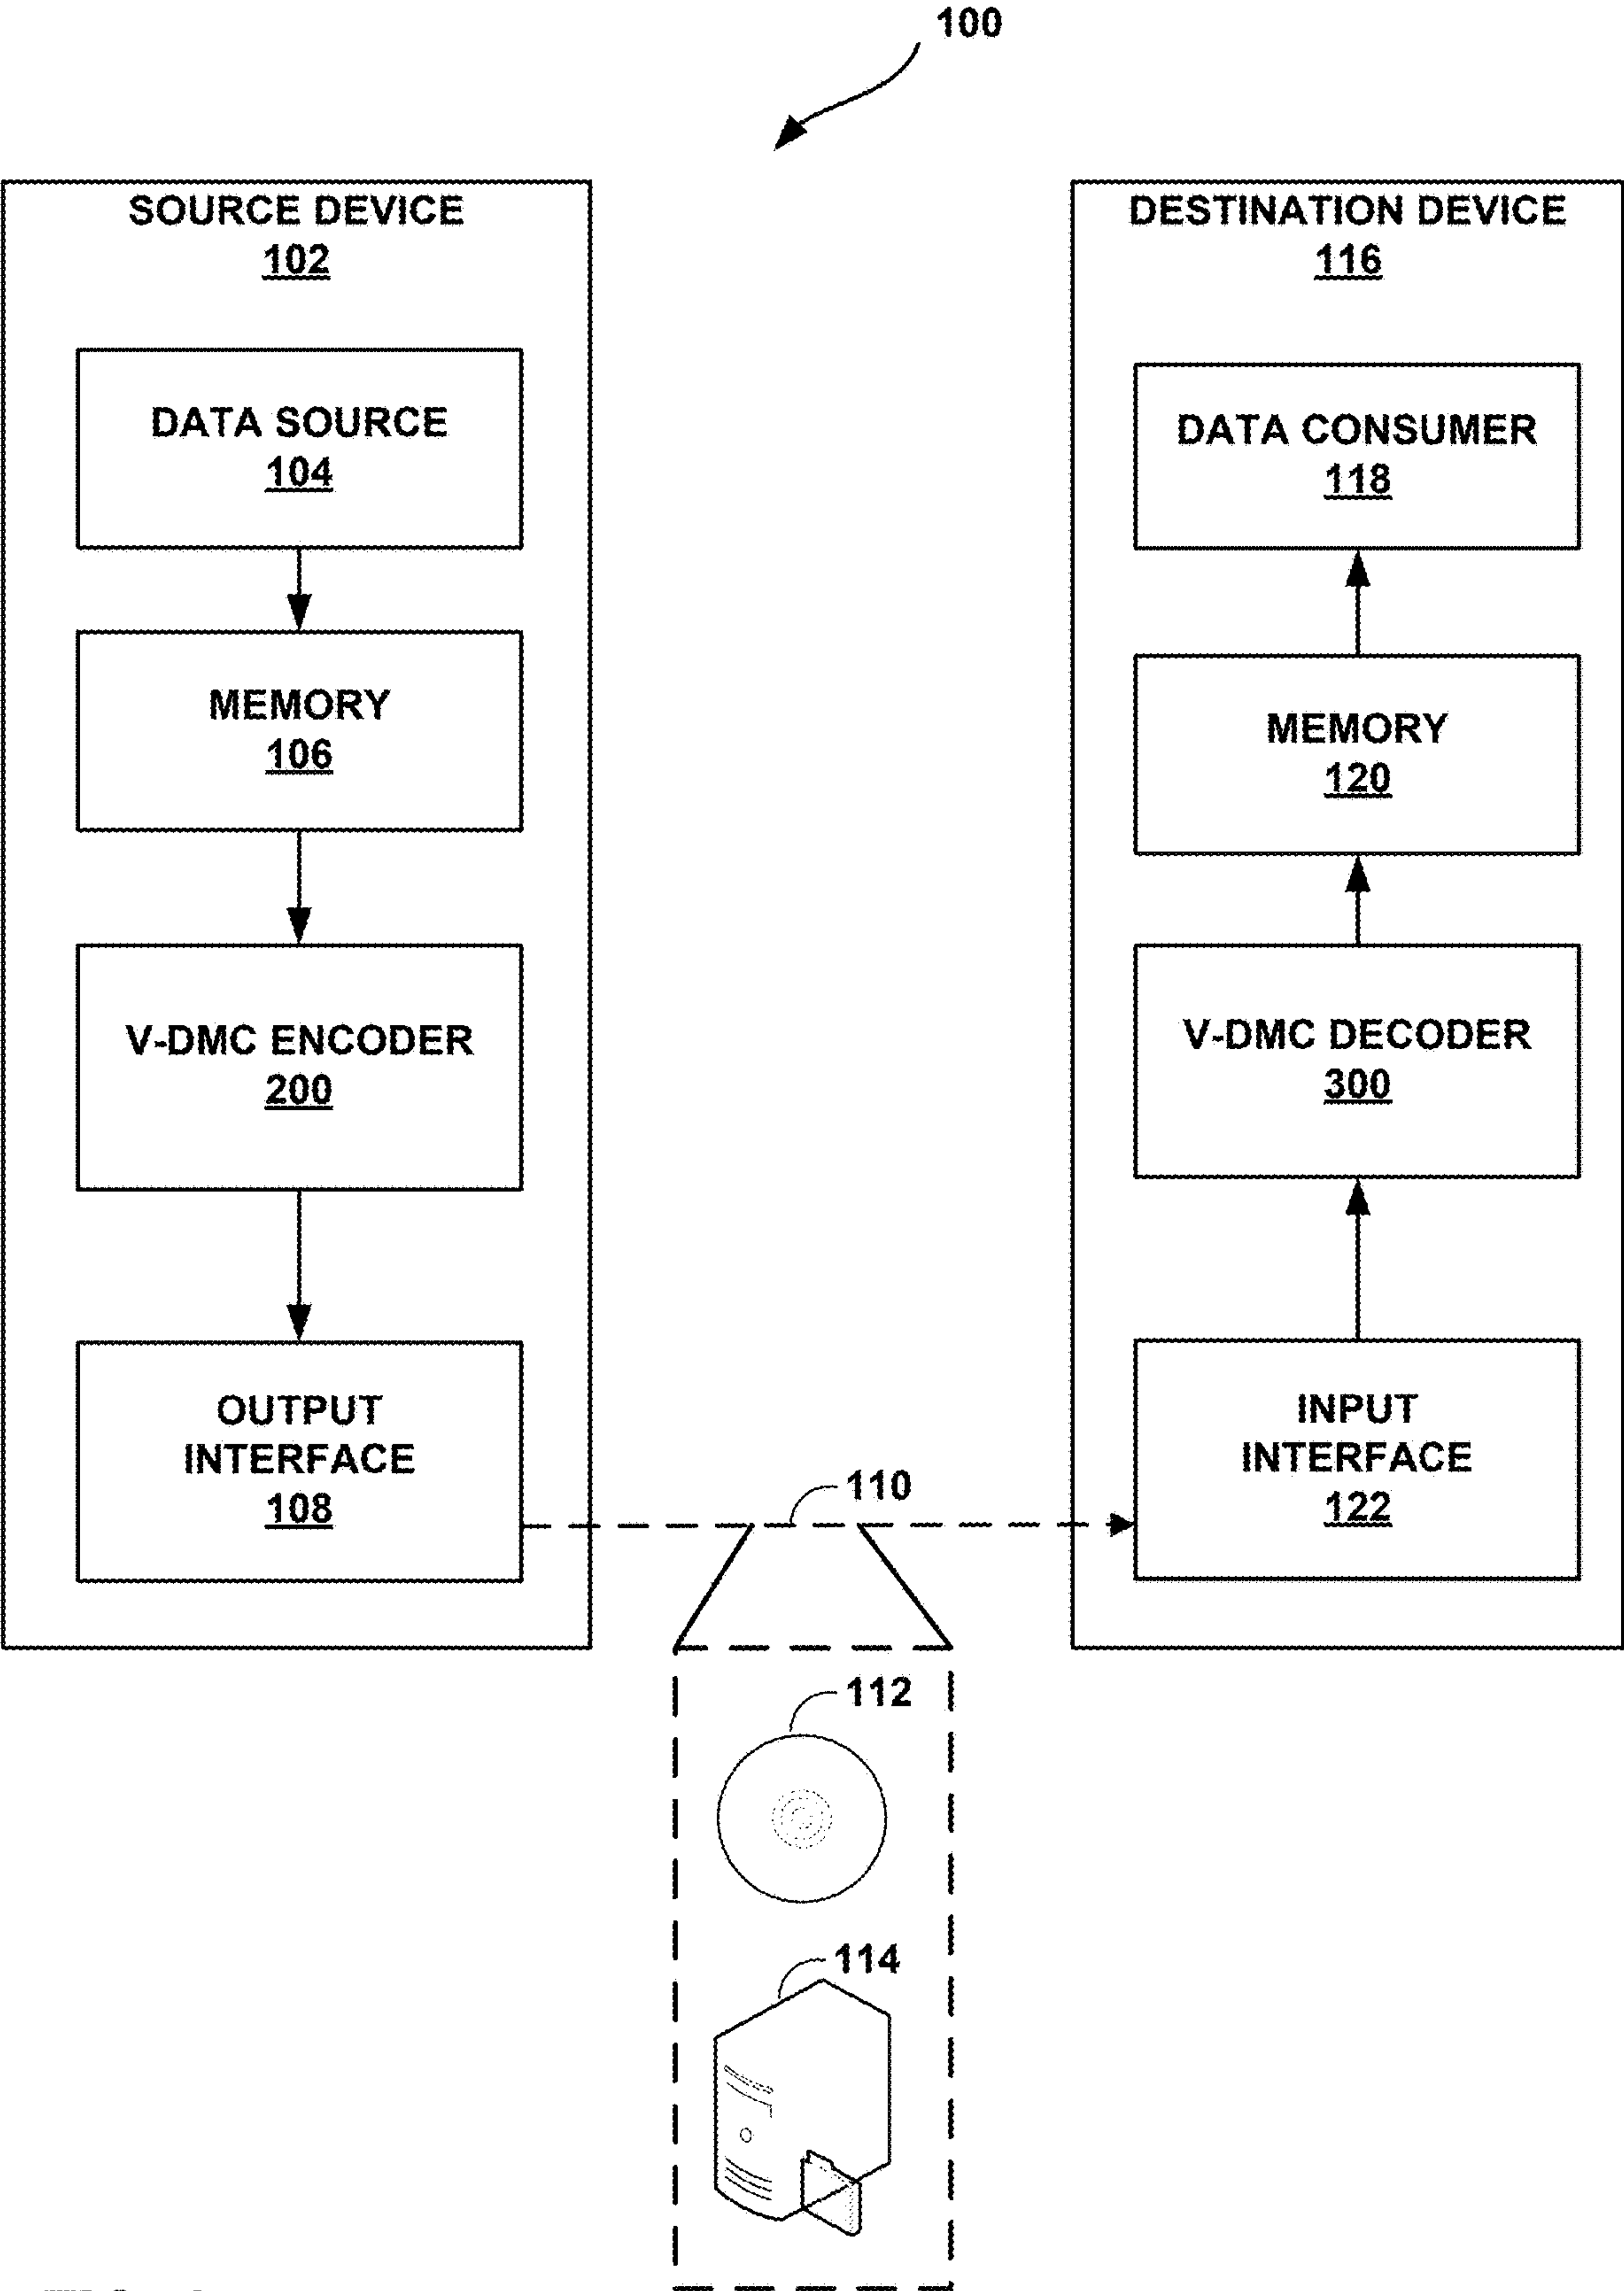 100
SOURCE DEVICE
102
DATA SOURCE
104
MEMORY
106
V-DMC ENCODER
200
OUTPUT
INTERFACE
108
DESTINATION DEVICE
116
DATA CONSUMER
118
MEMORY
120
V-DMC DECODER
300
INPUT
INTERFACE
122
110
112
114